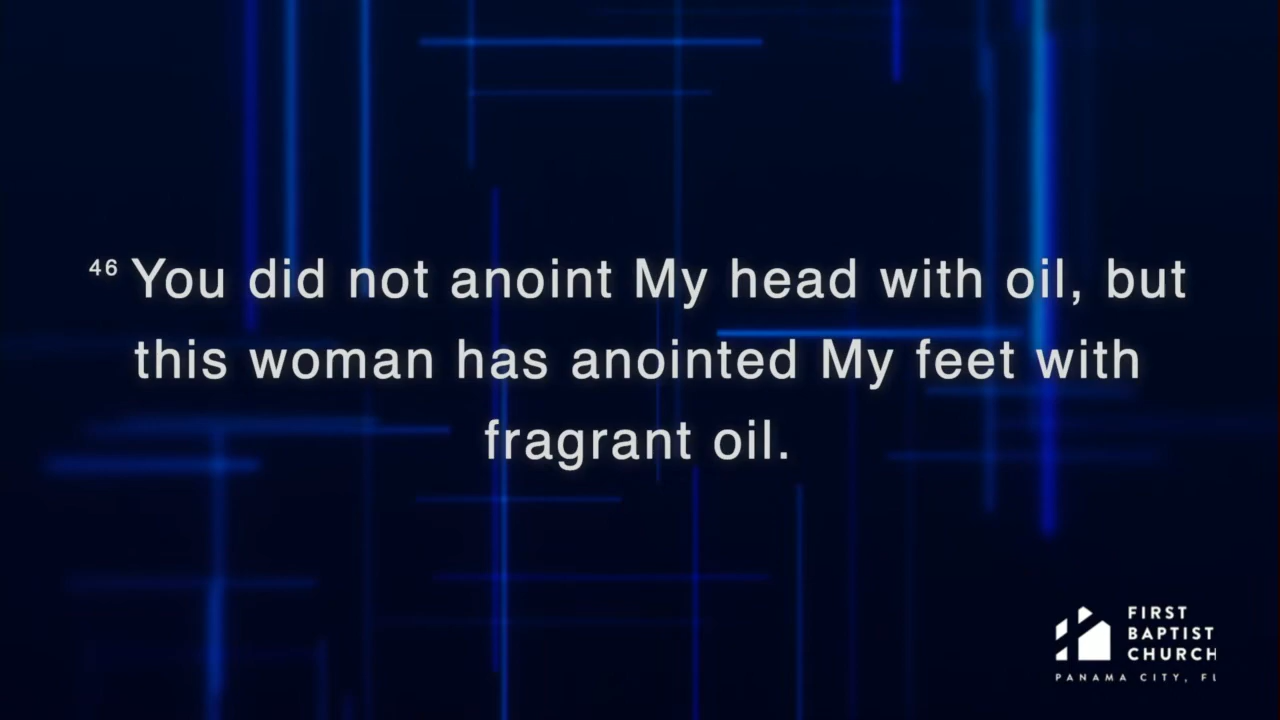 46 You did not anoint My head with oil, but
this woman has anointed My feet with
fragrant oil.
FIRST
BAPTIST
CHURCH
PANAMA CITY, FL